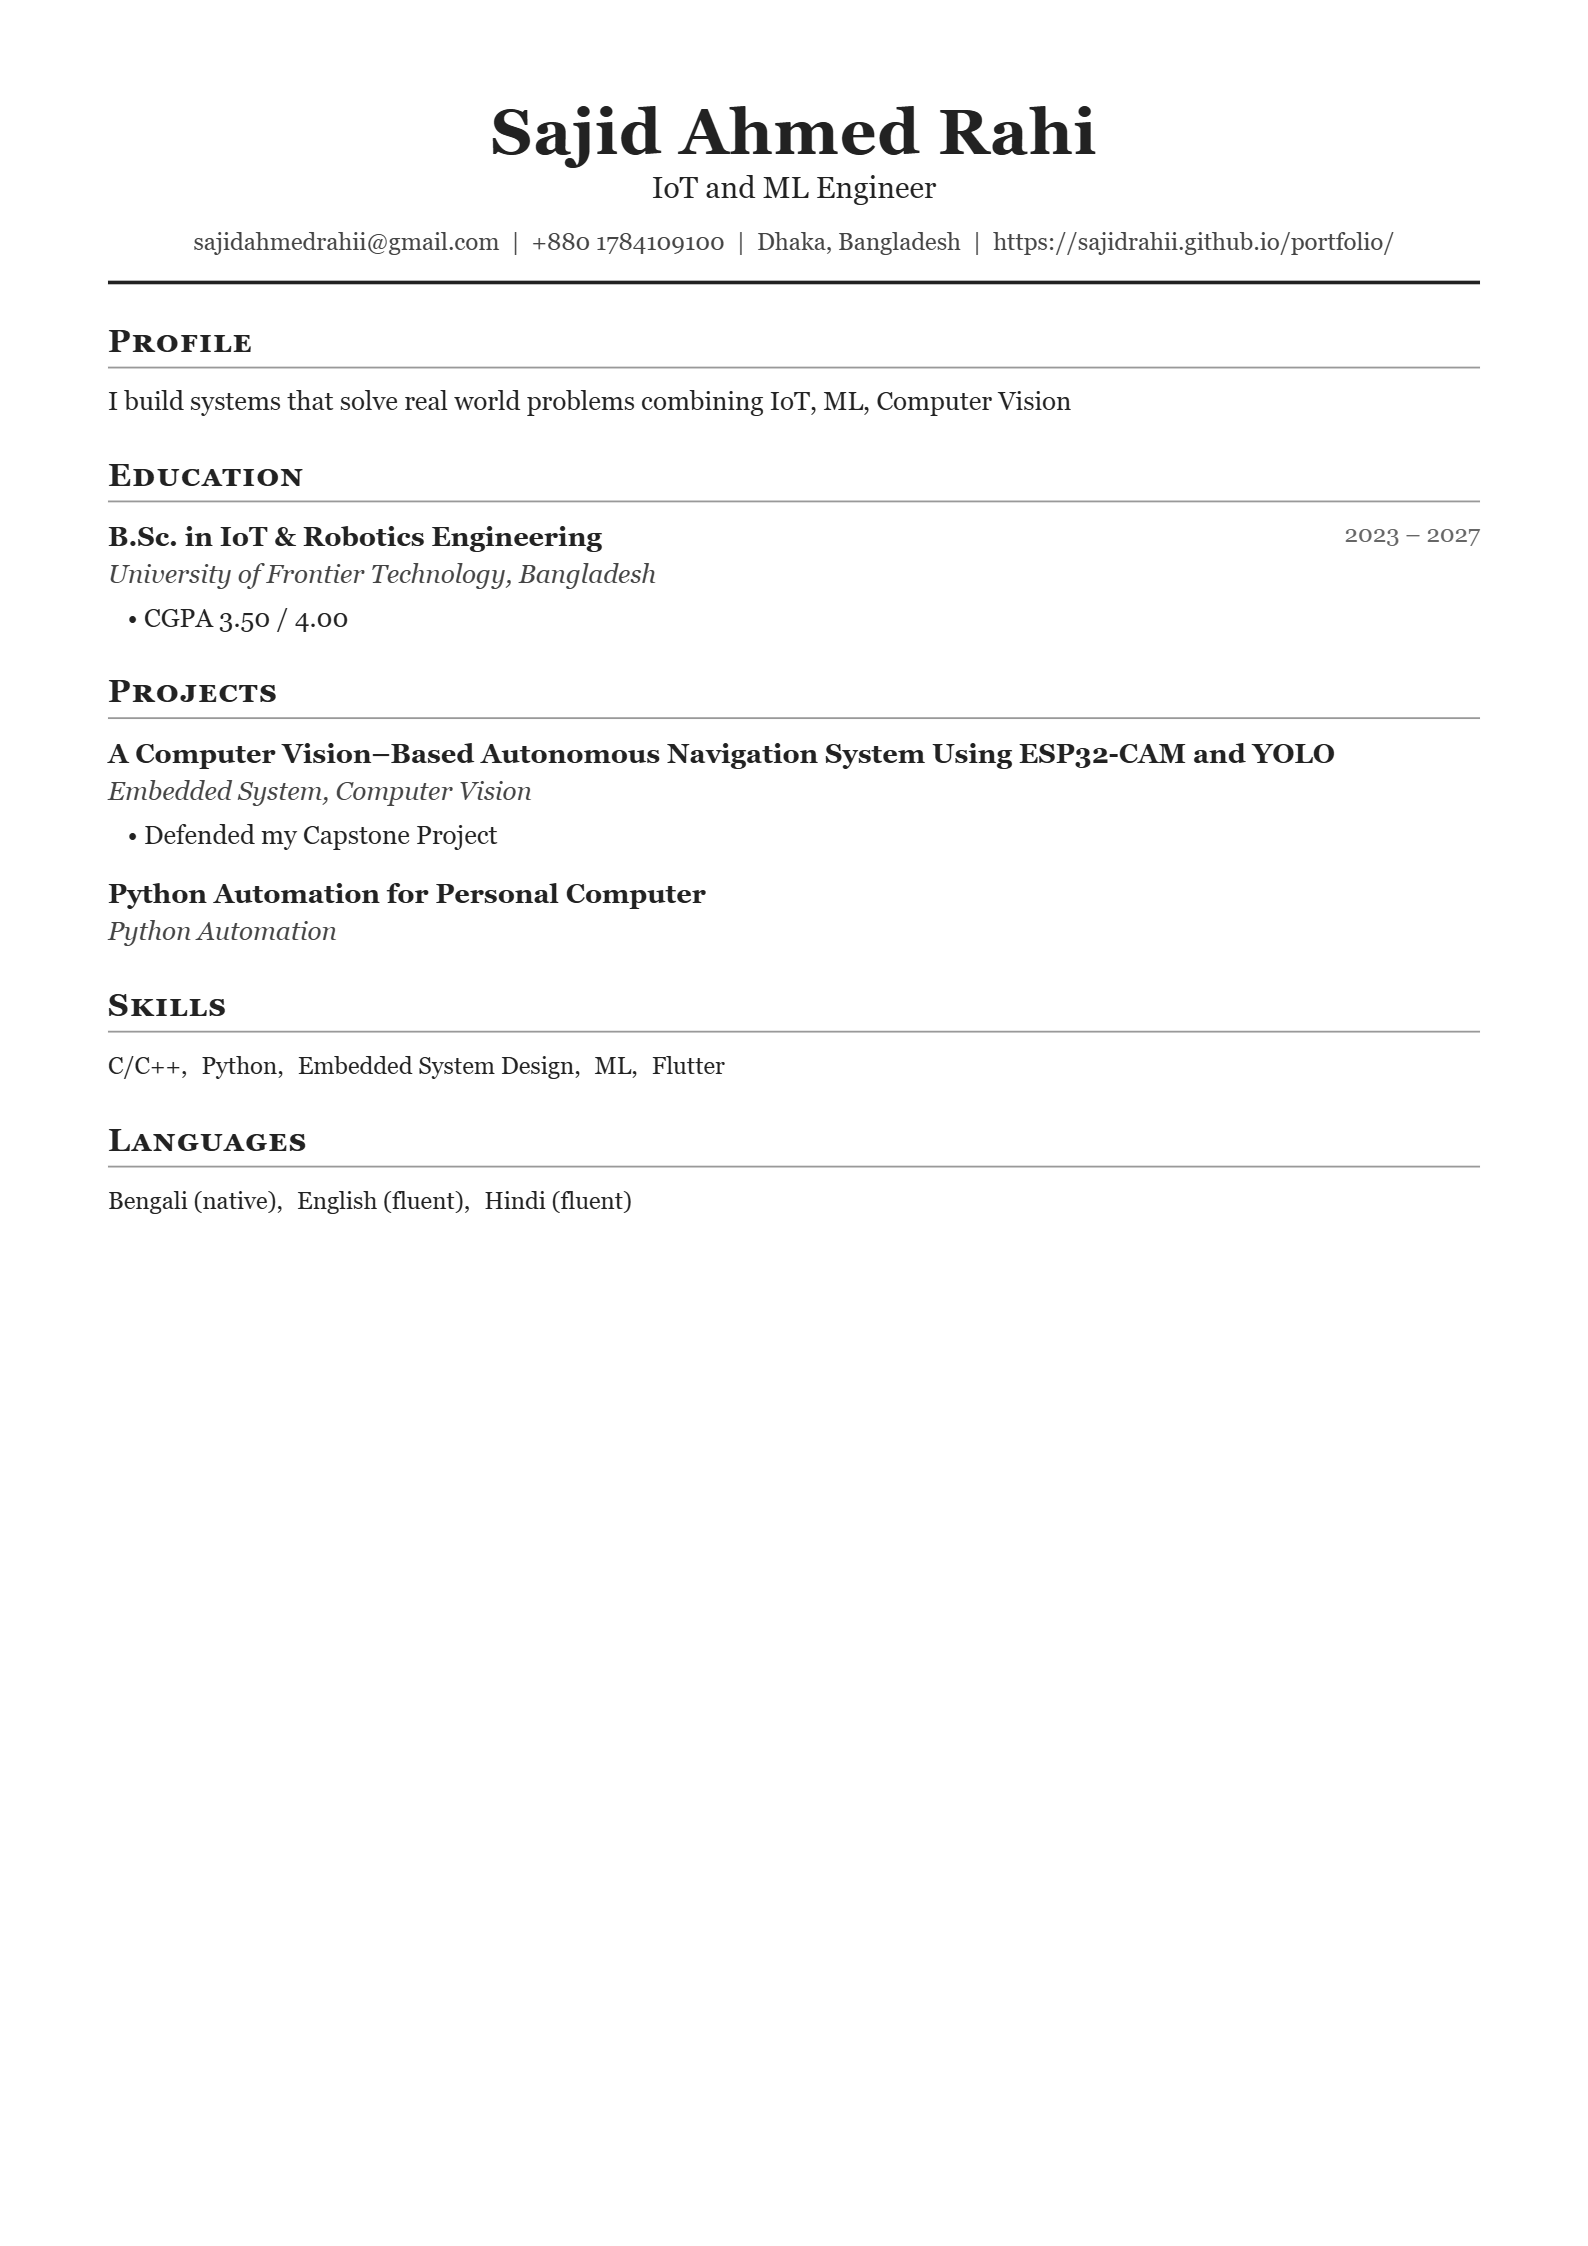 Sajid Ahmed Rahi
IoT and ML Engineer
sajidahmedrahii@gmail.com | +880 1784109100 | Dhaka, Bangladesh | https://sajidrahii.github.io/portfolio/
Profile
I build systems that solve real world problems combining IoT, ML, Computer Vision
Education
B.Sc. in IoT & Robotics Engineering 2023 – 2027
University of Frontier Technology, Bangladesh
• CGPA 3.50 / 4.00
Projects
A Computer Vision–Based Autonomous Navigation System Using ESP32-CAM and YOLO
Embedded System, Computer Vision
• Defended my Capstone Project
Python Automation for Personal Computer
Python Automation
Skills
C/C++, Python, Embedded System Design, ML, Flutter
Languages
Bengali (native), English (fluent), Hindi (fluent)